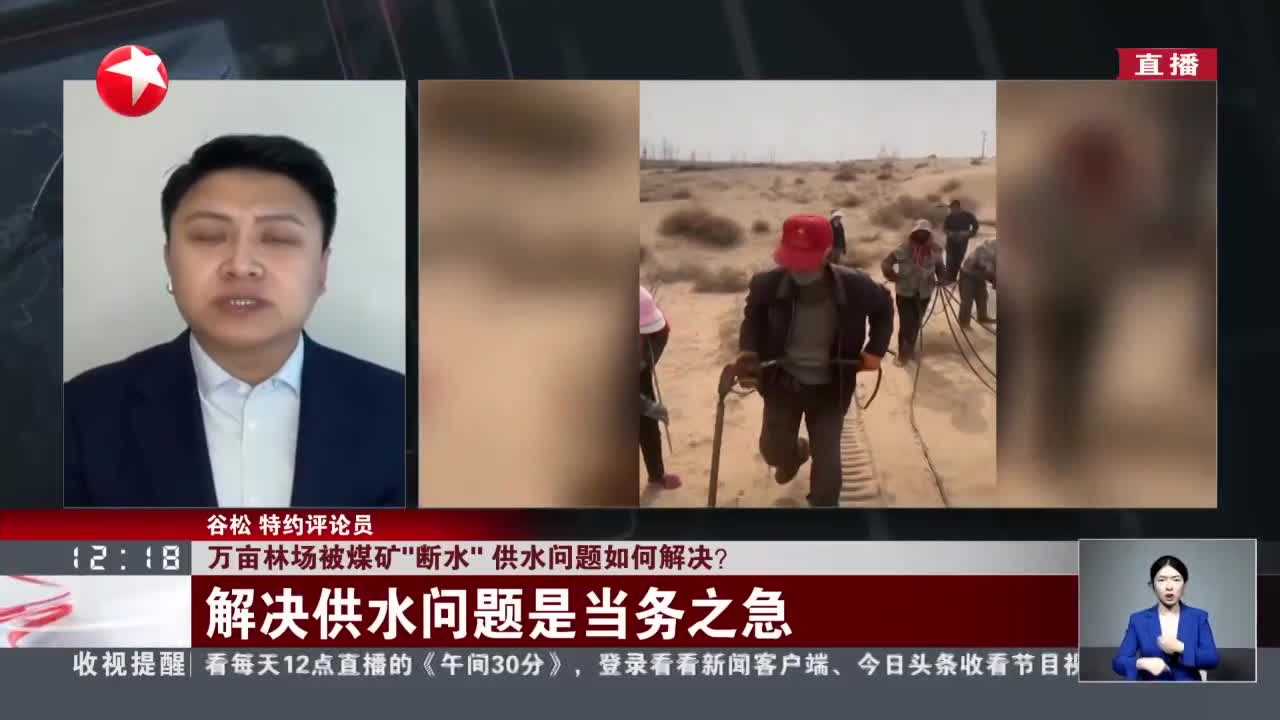 直播
谷松 特约评论员
12:18
万亩林场被煤矿"断水" 供水问题如何解决?
解决供水问题是当务之急
收视提醒
看每天12点直播的《午间30分》，登录看看新闻客户端、今日头条收看节目视